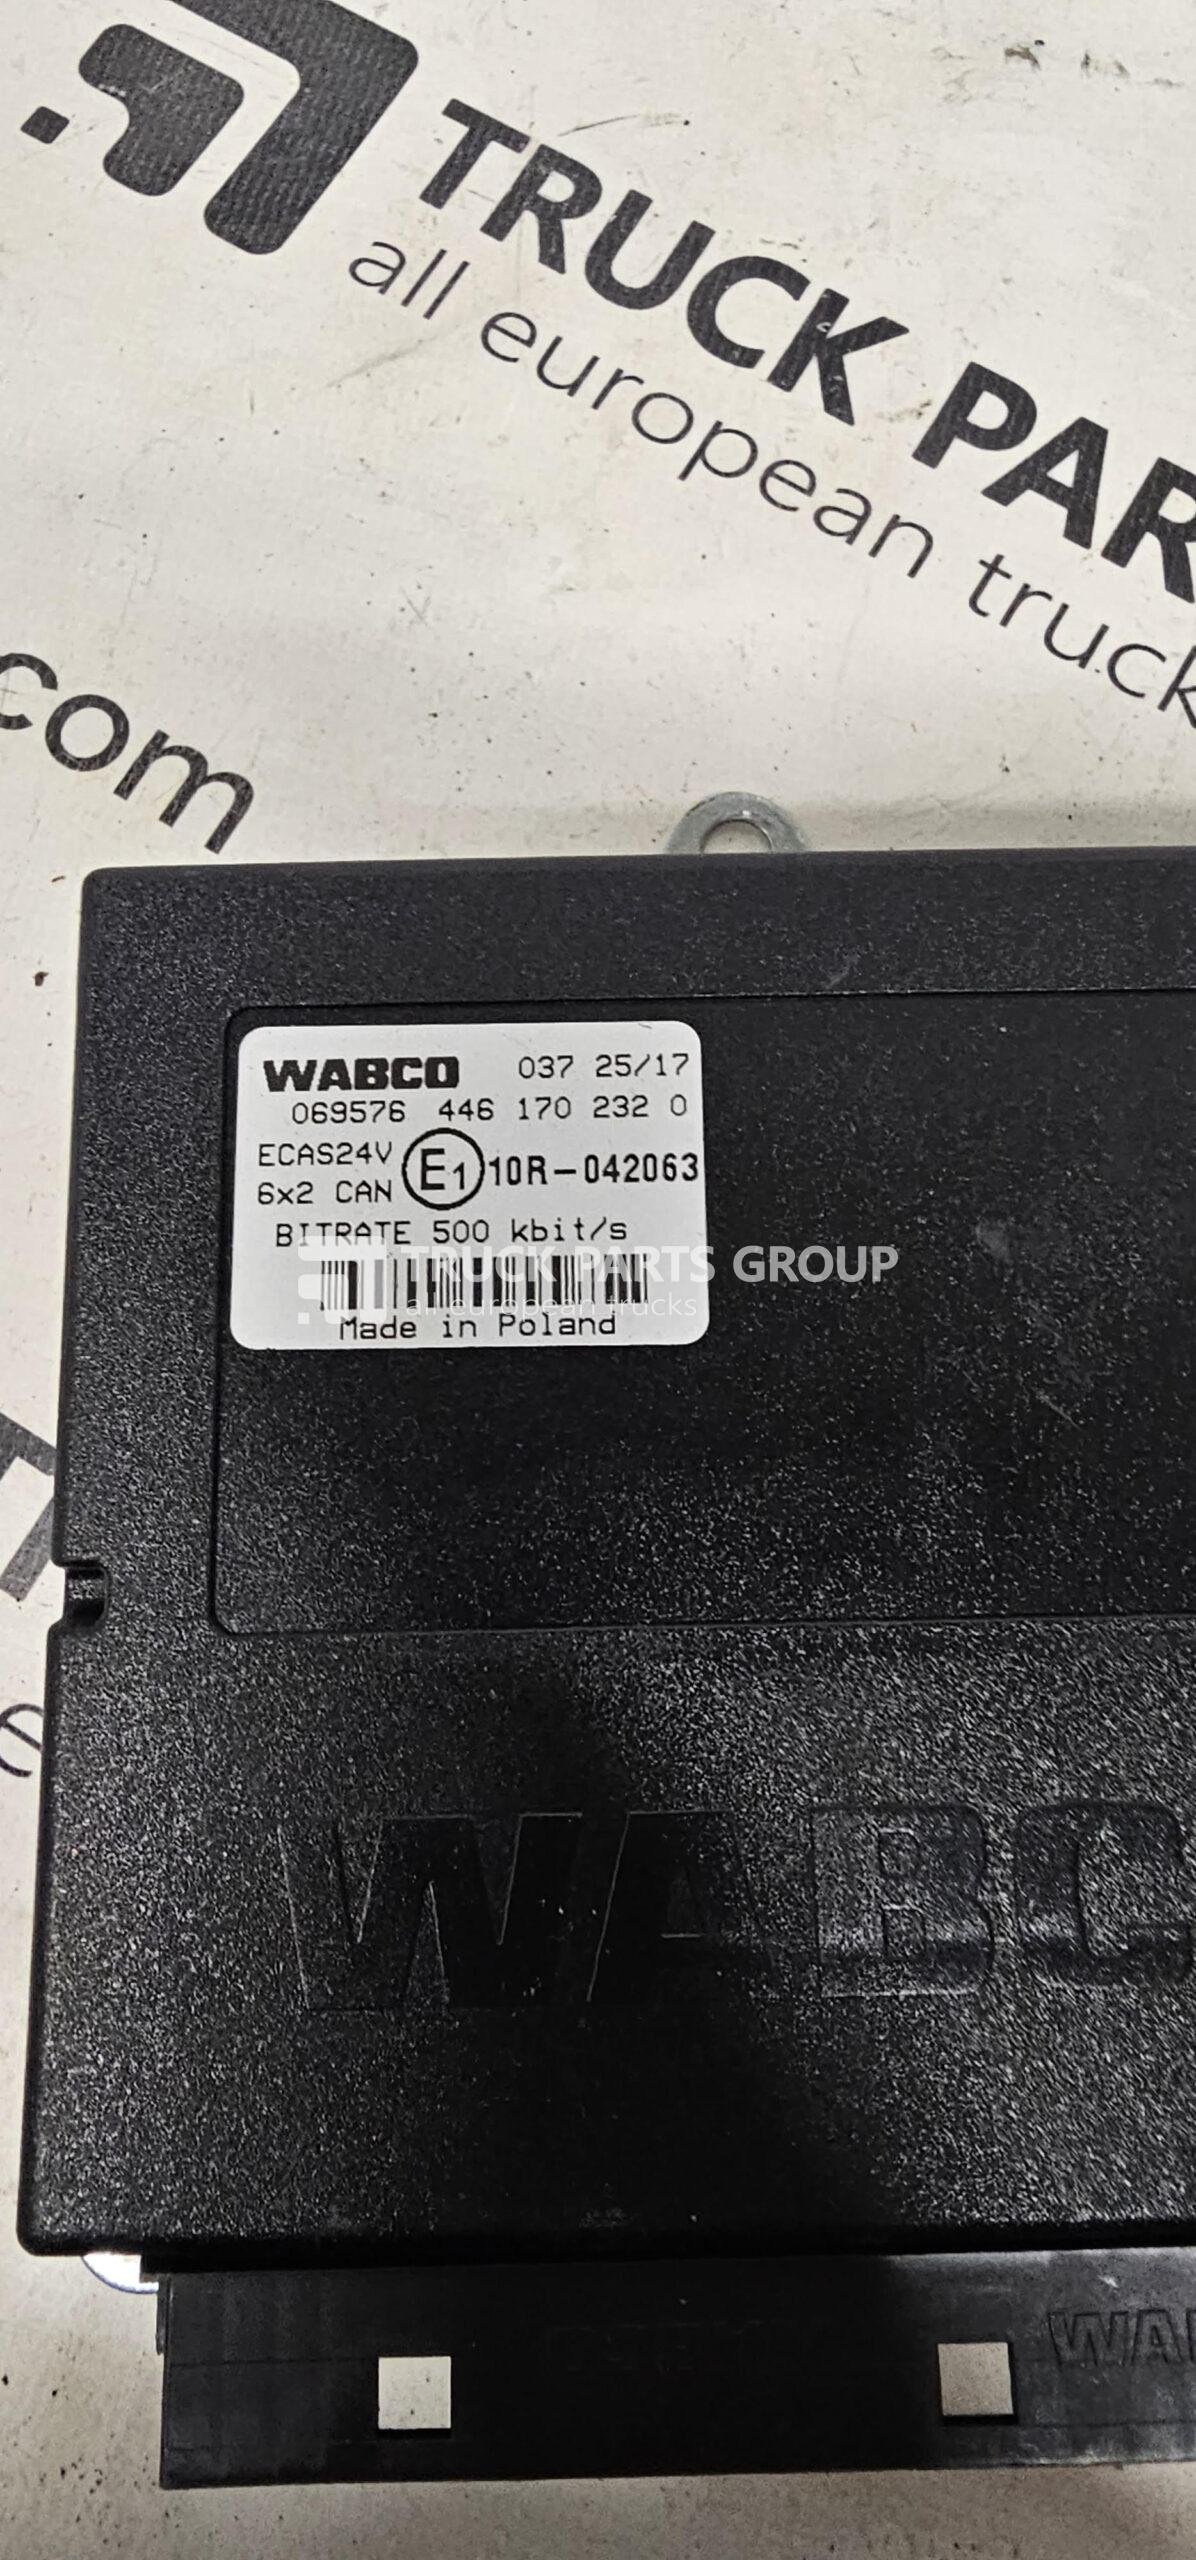 TRUCK PAR
all european truck
com
WABCO 037 25/17
069576 446 170 232 0
ECAS24V E1 10R-042063
6x2 CAN
BITRATE 500 kbit/s
TRUCK PARTS GROUP
all european trucks
Made in Poland
e
WABC
WA